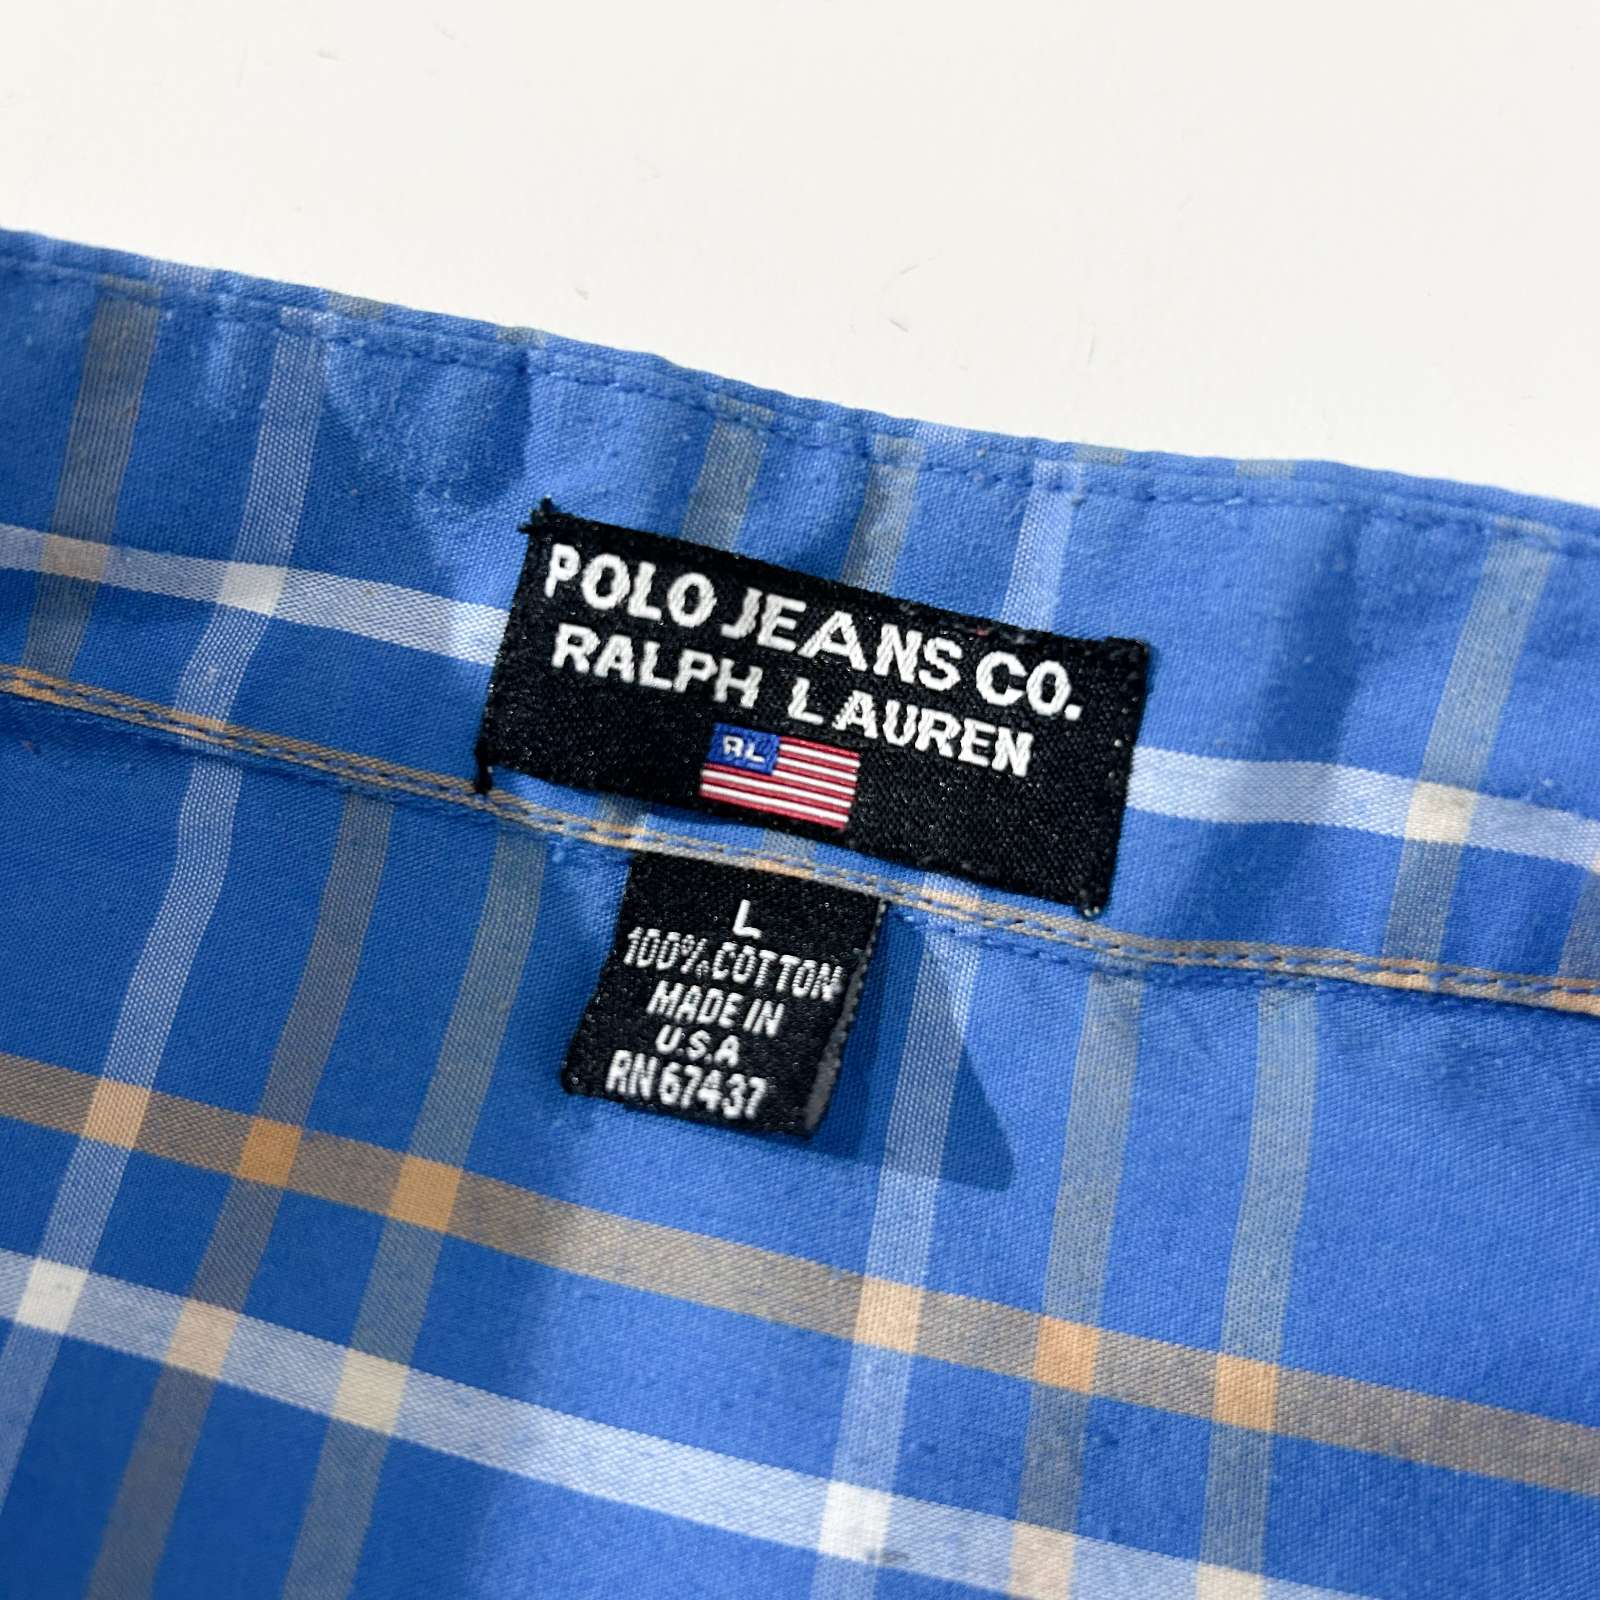 POLO JEANS CO.
RALPH LAUREN
RL
L
100% COTTON
MADE IN
U.S.A
RN 67437